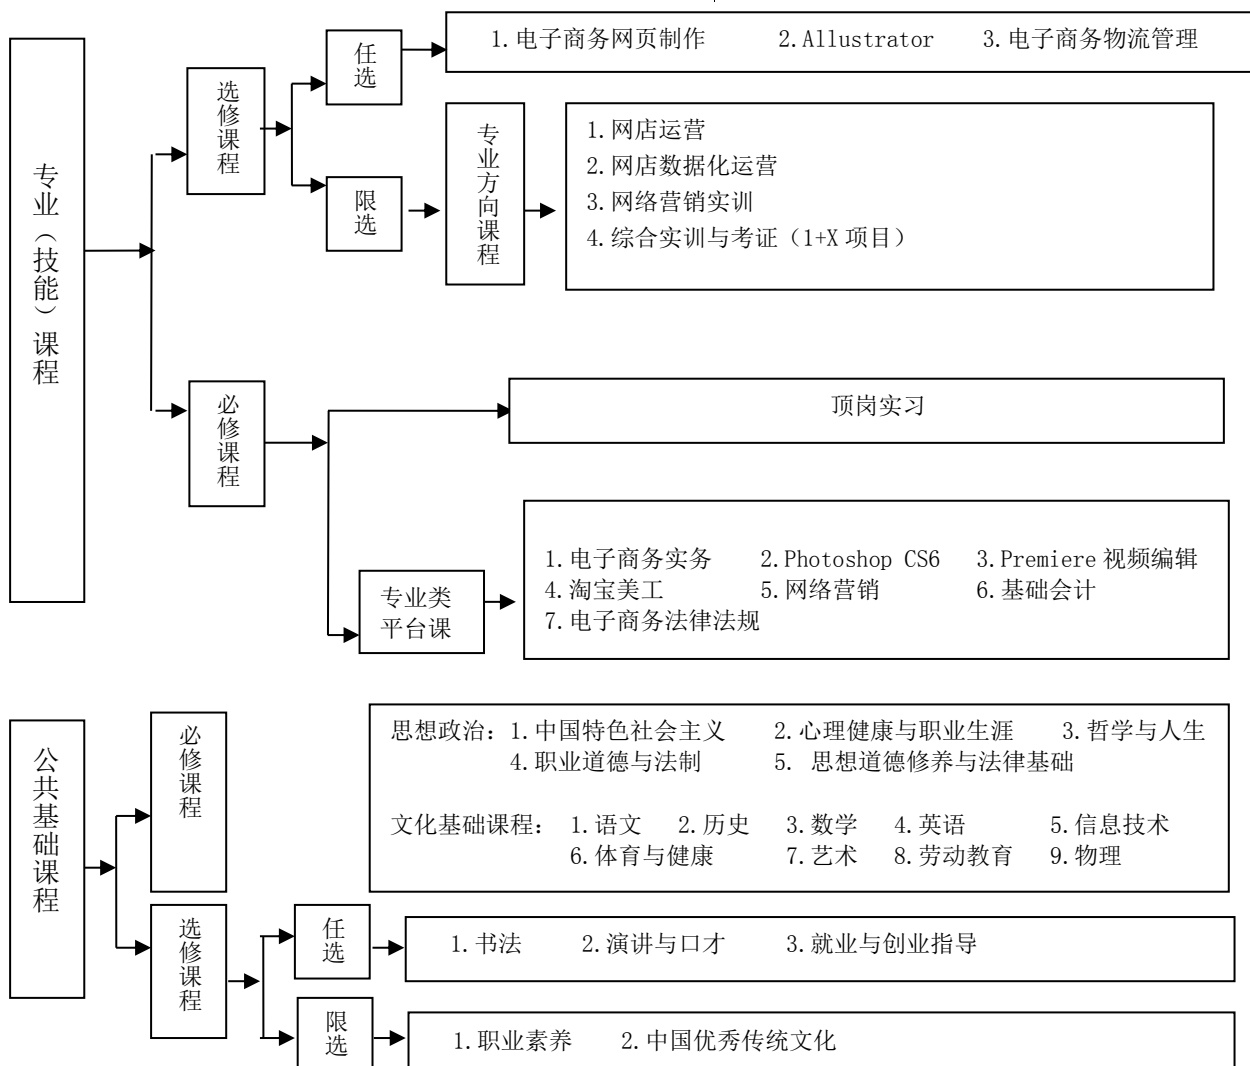 专业（技能）课程
选修课程
任选
1.电子商务网页制作 2.Allustrator 3.电子商务物流管理
限选
专业方向课程
1.网店运营
2.网店数据化运营
3.网络营销实训
4.综合实训与考证（1+X 项目）
必修课程
顶岗实习
专业类
平台课
1.电子商务实务 2.Photoshop CS6 3.Premiere 视频编辑
4.淘宝美工 5.网络营销 6.基础会计
7.电子商务法律法规
公共基础课程
必修课程
思想政治：1.中国特色社会主义 2.心理健康与职业生涯 3.哲学与人生
4.职业道德与法制 5. 思想道德修养与法律基础
文化基础课程： 1.语文 2.历史 3.数学 4.英语 5.信息技术
6.体育与健康 7.艺术 8.劳动教育 9.物理
选修课程
任选
1.书法 2.演讲与口才 3.就业与创业指导
限选
1.职业素养 2.中国优秀传统文化